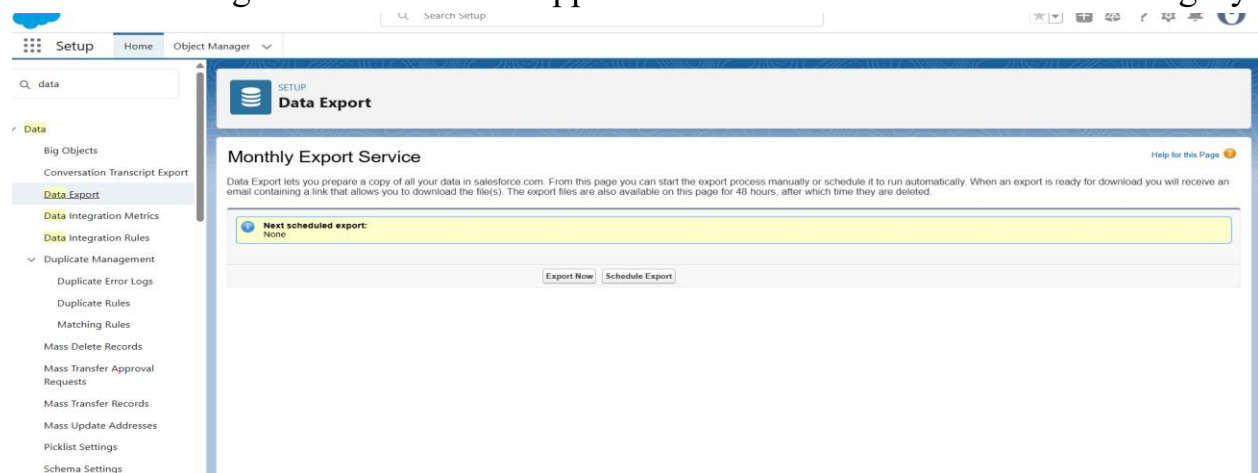 Search Setup
Setup Home Object Manager
data
SETUP
Data Export
Data
Big Objects
Conversation Transcript Export
Data Export
Data Integration Metrics
Data Integration Rules
Duplicate Management
Duplicate Error Logs
Duplicate Rules
Matching Rules
Mass Delete Records
Mass Transfer Approval
Requests
Mass Transfer Records
Mass Update Addresses
Picklist Settings
Schema Settings
Monthly Export Service
Help for this Page
Data Export lets you prepare a copy of all your data in salesforce.com. From this page you can start the export process manually or schedule it to run automatically. When an export is ready for download you will receive an
email containing a link that allows you to download the file(s). The export files are also available on this page for 48 hours, after which time they are deleted.
Next scheduled export:
None
Export Now Schedule Export